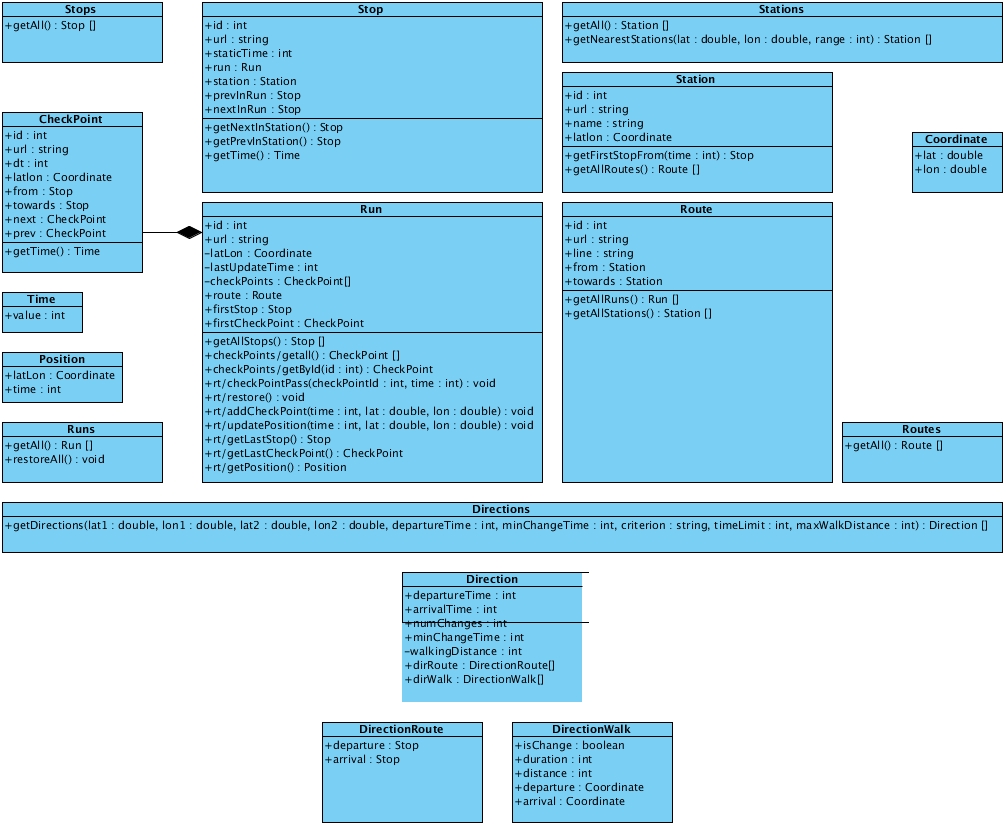 Stops
+getAll() : Stop []
Stop
+id : int
+url : string
+staticTime : int
+run : Run
+station : Station
+prevInRun : Stop
+nextInRun : Stop
+getNextInStation() : Stop
+getPrevInStation() : Stop
+getTime() : Time
Stations
+getAll() : Station []
+getNearestStations(lat : double, lon : double, range : int) : Station []
Station
+id : int
+url : string
+name : string
+latlon : Coordinate
+getFirstStopFrom(time : int) : Stop
+getAllRoutes() : Route []
Coordinate
+lat : double
+lon : double
CheckPoint
+id : int
+url : string
+dt : int
+latlon : Coordinate
+from : Stop
+towards : Stop
+next : CheckPoint
+prev : CheckPoint
+getTime() : Time
Run
+id : int
+url : string
-latLon : Coordinate
-lastUpdateTime : int
-checkPoints : CheckPoint[]
+route : Route
+firstStop : Stop
+firstCheckPoint : CheckPoint
+getAllStops() : Stop []
+checkPoints/getall() : CheckPoint []
+checkPoints/getById(id : int) : CheckPoint
+rt/checkPointPass(checkPointId : int, time : int) : void
+rt/restore() : void
+rt/addCheckPoint(time : int, lat : double, lon : double) : void
+rt/updatePosition(time : int, lat : double, lon : double) : void
+rt/getLastStop() : Stop
+rt/getLastCheckPoint() : CheckPoint
+rt/getPosition() : Position
Route
+id : int
+url : string
+line : string
+from : Station
+towards : Station
+getAllRuns() : Run []
+getAllStations() : Station []
Time
+value : int
Position
+latLon : Coordinate
+time : int
Runs
+getAll() : Run []
+restoreAll() : void
Routes
+getAll() : Route []
Directions
+getDirections(lat1 : double, lon1 : double, lat2 : double, lon2 : double, departureTime : int, minChangeTime : int, criterion : string, timeLimit : int, maxWalkDistance : int) : Direction []
Direction
+departureTime : int
+arrivalTime : int
+numChanges : int
+minChangeTime : int
-walkingDistance : int
+dirRoute : DirectionRoute[]
+dirWalk : DirectionWalk[]
DirectionRoute
+departure : Stop
+arrival : Stop
DirectionWalk
+isChange : boolean
+duration : int
+distance : int
+departure : Coordinate
+arrival : Coordinate